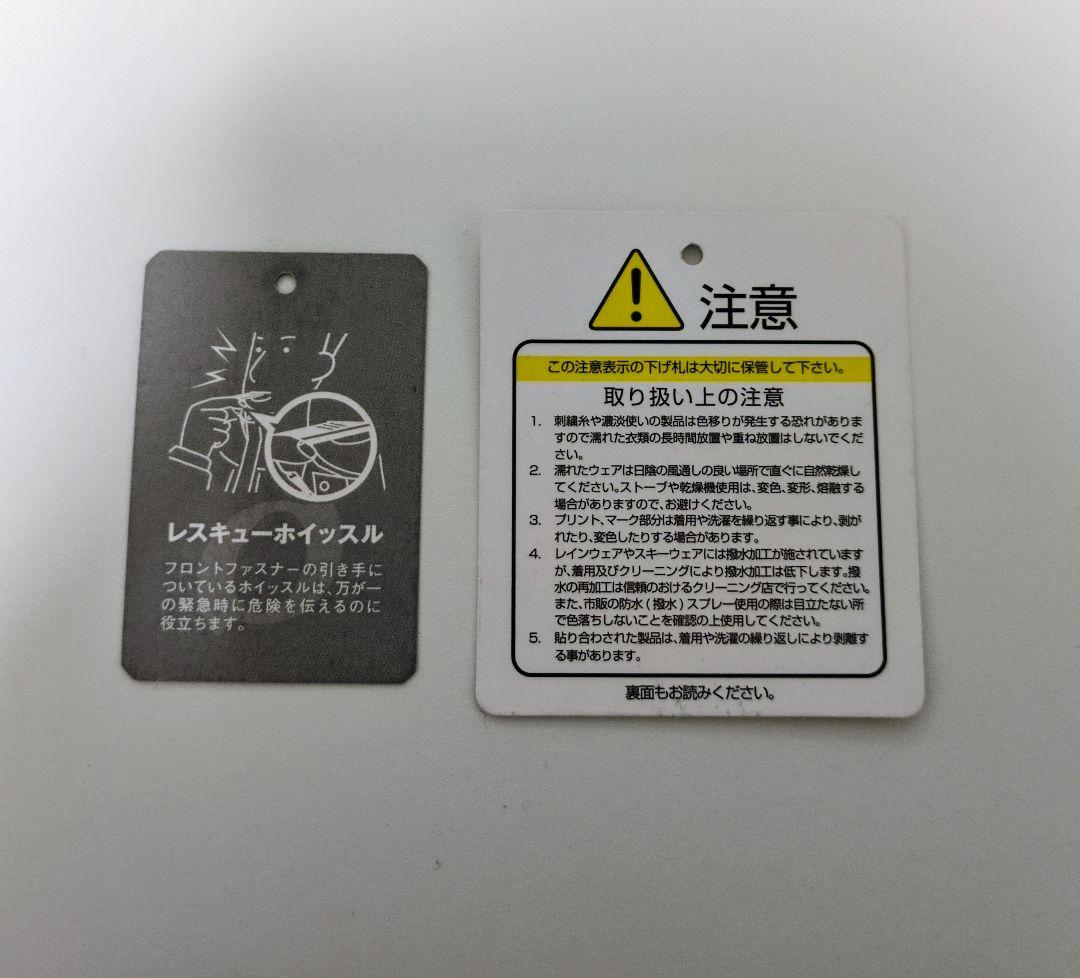 レスキューホイッスル
フロントファスナーの引き手に
ついているホイッスルは、万が一
の緊急時に危険を伝えるのに
役立ちます。
注意
この注意表示の下げ札は大切に保管して下さい。
取り扱い上の注意
1. 刺繍糸や濃淡使いの製品は色移りが発生する恐れがありま
すので濡れた衣類の長時間放置や重ね放置はしないでくだ
さい。
2. 濡れたウェアは日陰の風通しの良い場所で直ぐに自然乾燥し
てください。ストーブや乾燥機使用は、変色、変形、熔融する
場合がありますので、お避けください。
3. プリント、マーク部分は着用や洗濯を繰り返す事により、剥が
れたり、変色したりする場合があります。
4. レインウェアやスキーウェアには撥水加工が施されています
が、着用及びクリーニングにより撥水加工は低下します。撥
水の再加工は信頼のおけるクリーニング店で行ってください。
また、市販の防水(撥水)スプレー使用の際は目立たない所
で色落ちしないことを確認の上使用してください。
5. 貼り合わされた製品は、着用や洗濯の繰り返しにより剥離す
る事があります。
裏面もお読みください。